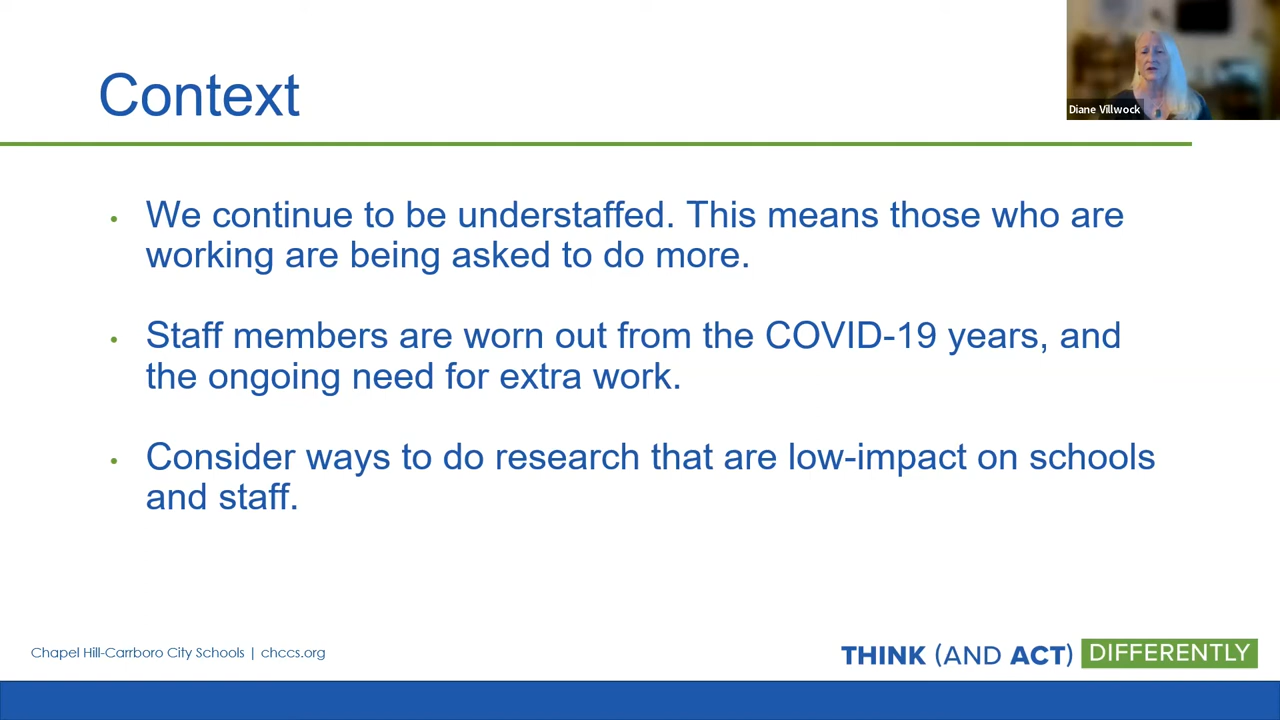 Context
Diane Villwock
• We continue to be understaffed. This means those who are
working are being asked to do more.
• Staff members are worn out from the COVID-19 years, and
the ongoing need for extra work.
• Consider ways to do research that are low-impact on schools
and staff.
Chapel Hill-Carrboro City Schools | chccs.org
THINK (AND ACT) DIFFERENTLY